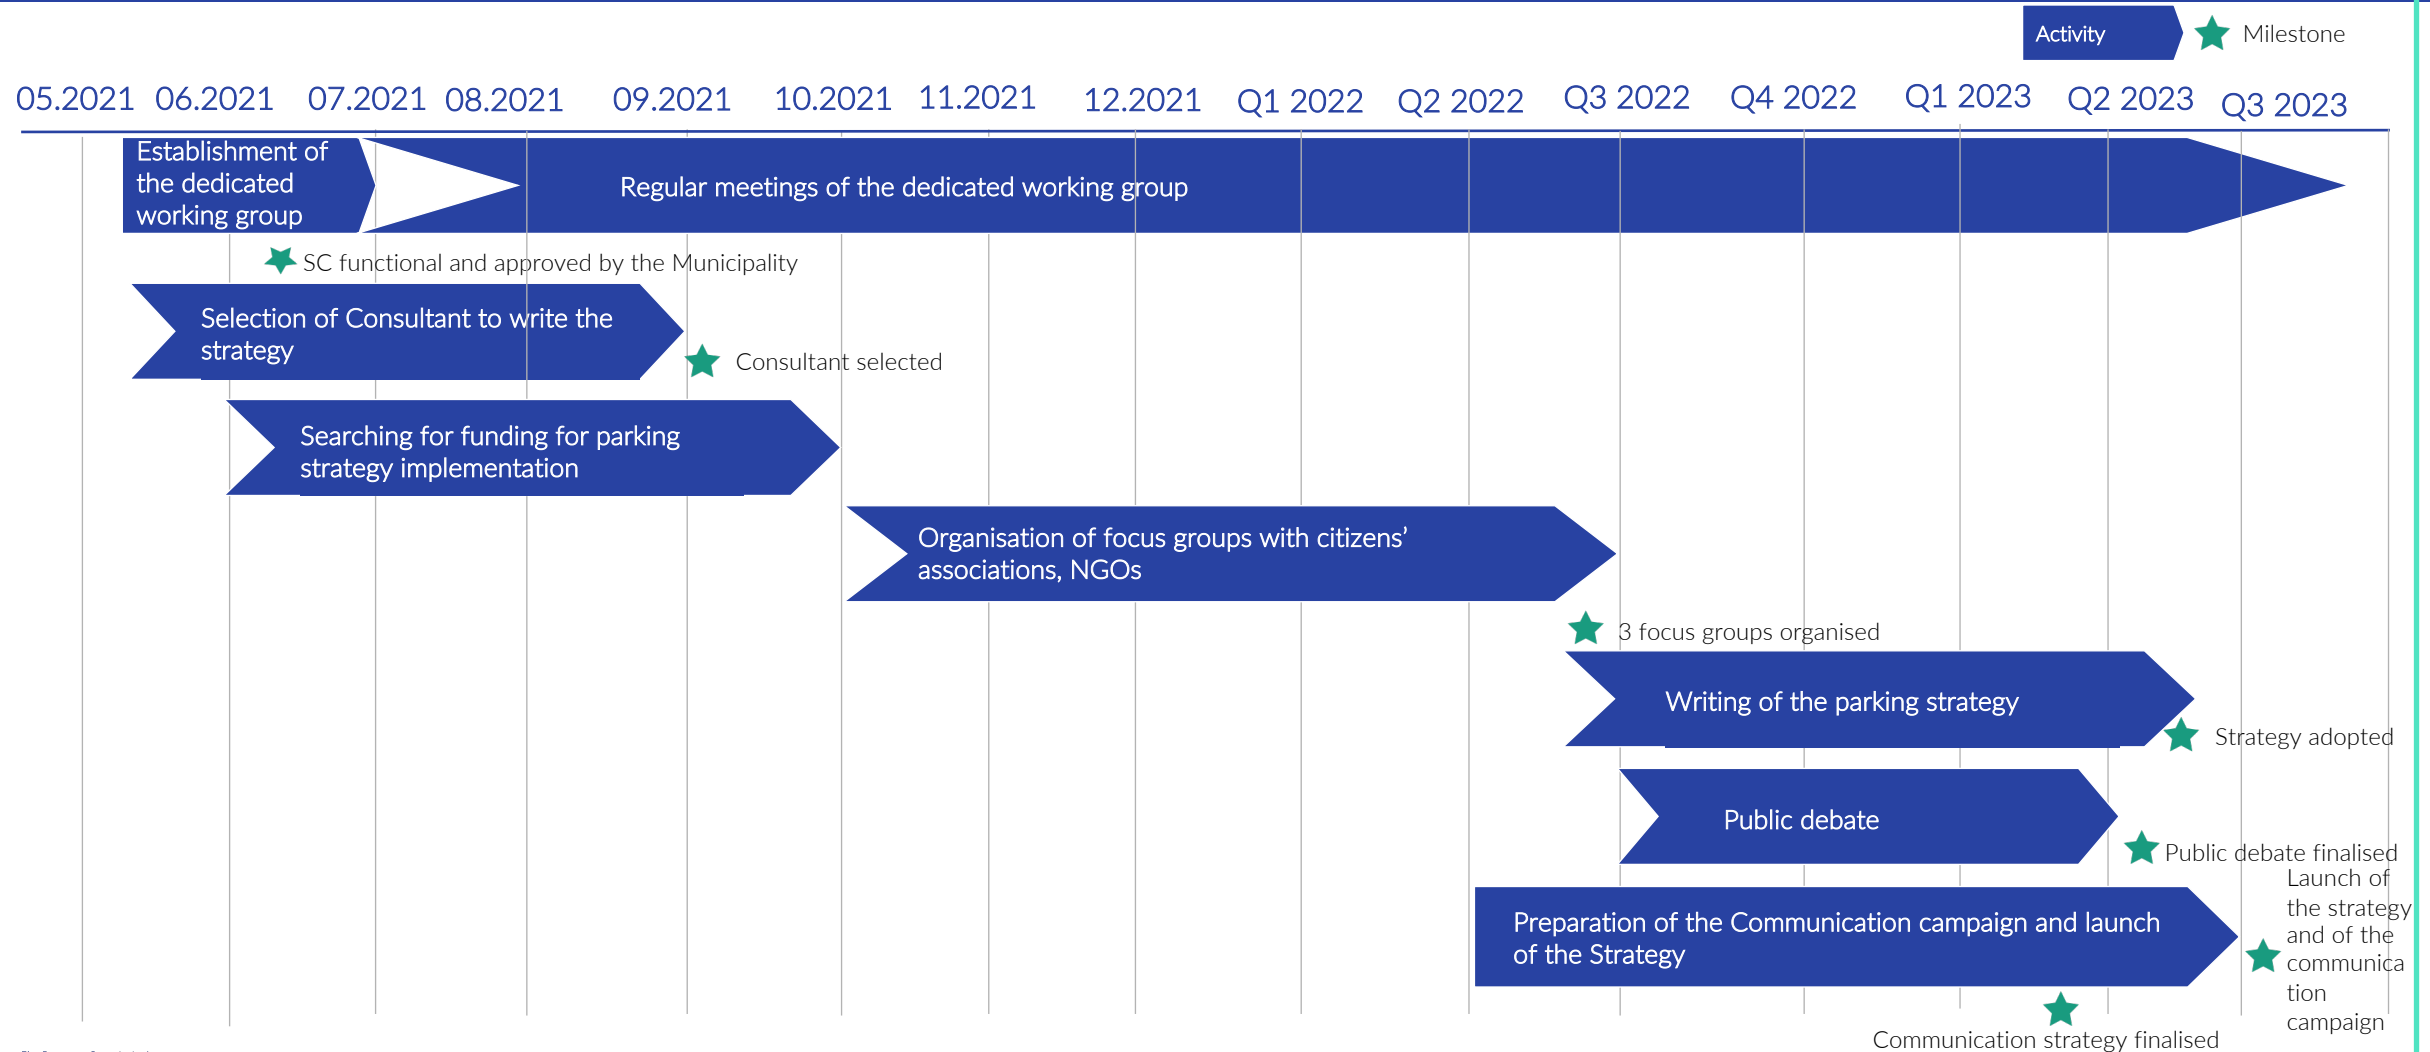 Activity
Milestone
05.2021 06.2021 07.2021 08.2021 09.2021 10.2021 11.2021 12.2021 Q1 2022 Q2 2022 Q3 2022 Q4 2022 Q1 2023 Q2 2023 Q3 2023
Establishment of
the dedicated
working group
Regular meetings of the dedicated working group
SC functional and approved by the Municipality
Selection of Consultant to write the
strategy
Consultant selected
Searching for funding for parking
strategy implementation
Organisation of focus groups with citizens’
associations, NGOs
3 focus groups organised
Writing of the parking strategy
Strategy adopted
Public debate
Public debate finalised
Preparation of the Communication campaign and launch
of the Strategy
Launch of
the strategy
and of the
communica
tion
campaign
Communication strategy finalised